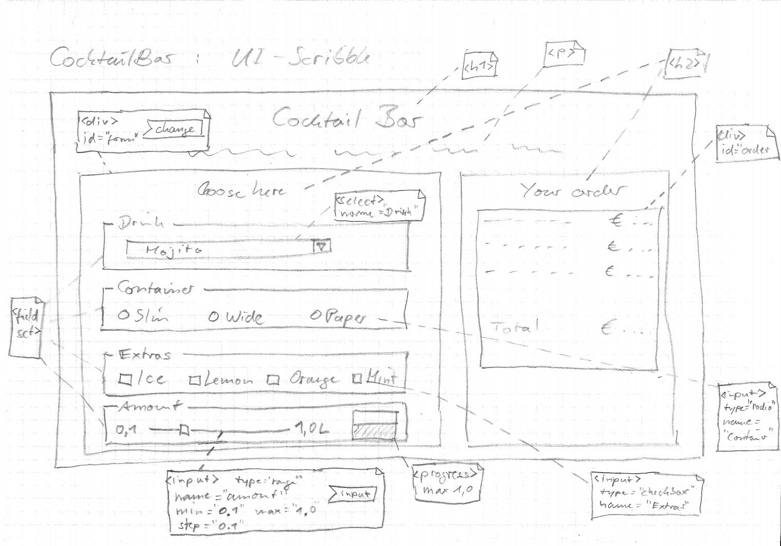 CocktailBar : UI-Scribble
<h1>
<p>
<h2>
<div>
id="form"
change
Cocktail Bar
<div>
id="order
Choose here
Your order
<select>
name="Drink"
Drink
Mojito
€ ...
€ ...
€ ...
Container
O Slim O Wide O Paper
<field
set>
Total € ...
Extras
Ice Lemon Orange Mint
Amount
0,1 1,0L
<input>
type="radio"
name=
<input> type="range"
name="amount"
min="0,1" max="1,0"
step="0.1"
input
<progress>
max 1,0
<input>
type="checkbox"
name="Extras"